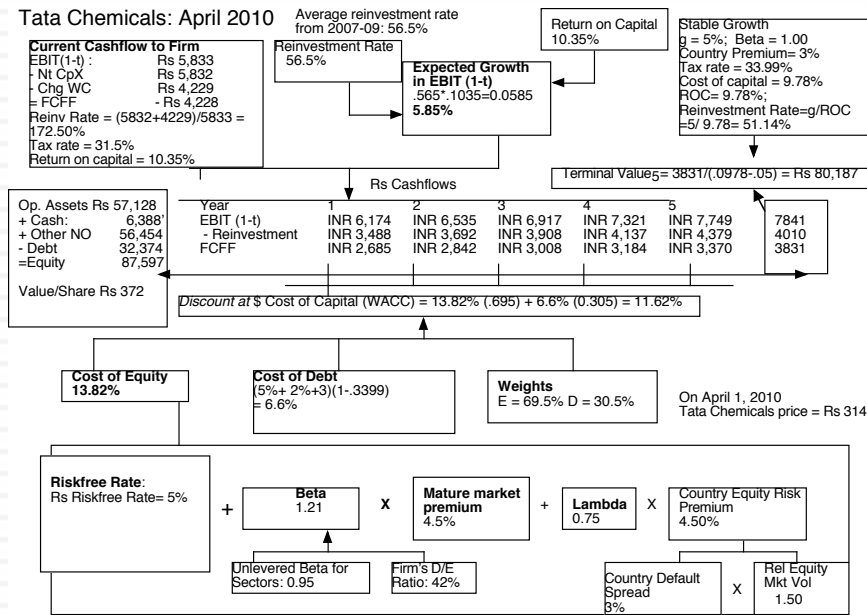 Tata Chemicals: April 2010
Average reinvestment rate
from 2007-09: 56.5%
Current Cashflow to Firm
EBIT(1-t) : Rs 5,833
- Nt CpX Rs 5,832
- Chg WC Rs 4,229
= FCFF - Rs 4,228
Reinv Rate = (5832+4229)/5833 =
172.50%
Tax rate = 31.5%
Return on capital = 10.35%
Reinvestment Rate
56.5%
Expected Growth
in EBIT (1-t)
.565*.1035=0.0585
5.85%
Return on Capital
10.35%
Stable Growth
g = 5%; Beta = 1.00
Country Premium= 3%
Tax rate = 33.99%
Cost of capital = 9.78%
ROC= 9.78%;
Reinvestment Rate=g/ROC
=5/ 9.78= 51.14%
Terminal Value5= 3831/(.0978-.05) = Rs 80,187
Rs Cashflows
Op. Assets Rs 57,128
+ Cash: 6,388'
+ Other NO 56,454
- Debt 32,374
=Equity 87,597
Value/Share Rs 372
Year 1 2 3 4 5
EBIT (1-t) INR 6,174 INR 6,535 INR 6,917 INR 7,321 INR 7,749 7841
- Reinvestment INR 3,488 INR 3,692 INR 3,908 INR 4,137 INR 4,379 4010
FCFF INR 2,685 INR 2,842 INR 3,008 INR 3,184 INR 3,370 3831
Discount at $ Cost of Capital (WACC) = 13.82% (.695) + 6.6% (0.305) = 11.62%
Cost of Equity
13.82%
Cost of Debt
(5%+ 2%+3)(1-.3399)
= 6.6%
Weights
E = 69.5% D = 30.5%
On April 1, 2010
Tata Chemicals price = Rs 314
Riskfree Rate:
Rs Riskfree Rate= 5%
+
Beta
1.21
X
Mature market
premium
4.5%
+
Lambda
0.75
X
Country Equity Risk
Premium
4.50%
Unlevered Beta for
Sectors: 0.95
Firm's D/E
Ratio: 42%
Country Default
Spread
3%
X
Rel Equity
Mkt Vol
1.50